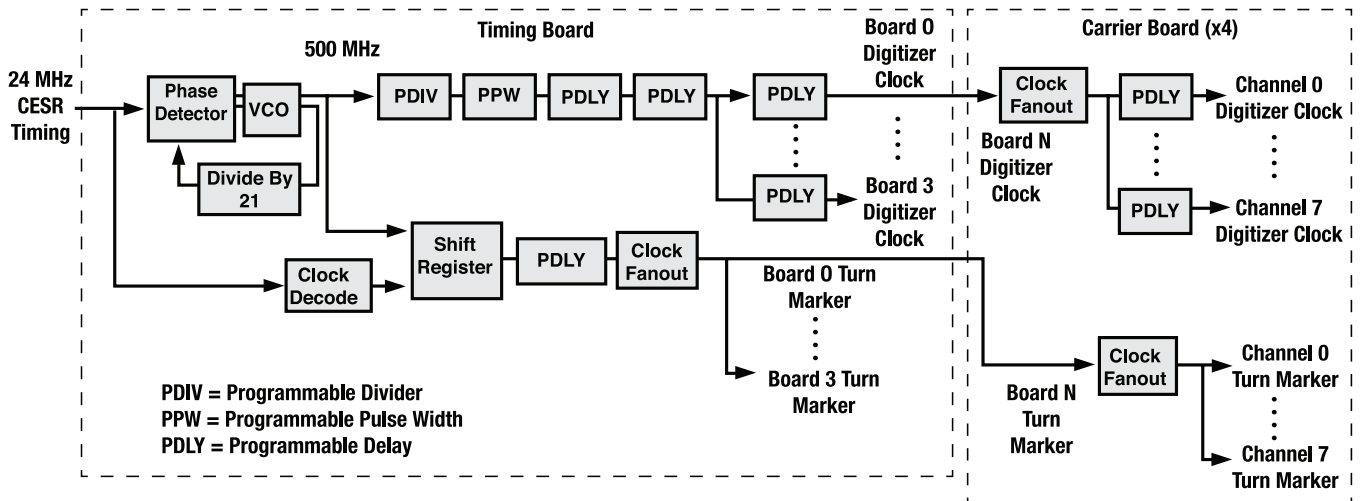 Timing Board
Carrier Board (x4)
24 MHz
CESR
Timing
500 MHz
Phase
Detector
VCO
Divide By
21
PDIV
PPW
PDLY
PDLY
PDLY
Board 0
Digitizer
Clock
PDLY
Board 3
Digitizer
Clock
Clock
Fanout
Board N
Digitizer
Clock
PDLY
Channel 0
Digitizer Clock
PDLY
Channel 7
Digitizer Clock
Clock
Decode
Shift
Register
PDLY
Clock
Fanout
Board 0 Turn
Marker
Board 3 Turn
Marker
Board N
Turn
Marker
Clock
Fanout
Channel 0
Turn Marker
Channel 7
Turn Marker
PDIV = Programmable Divider
PPW = Programmable Pulse Width
PDLY = Programmable Delay